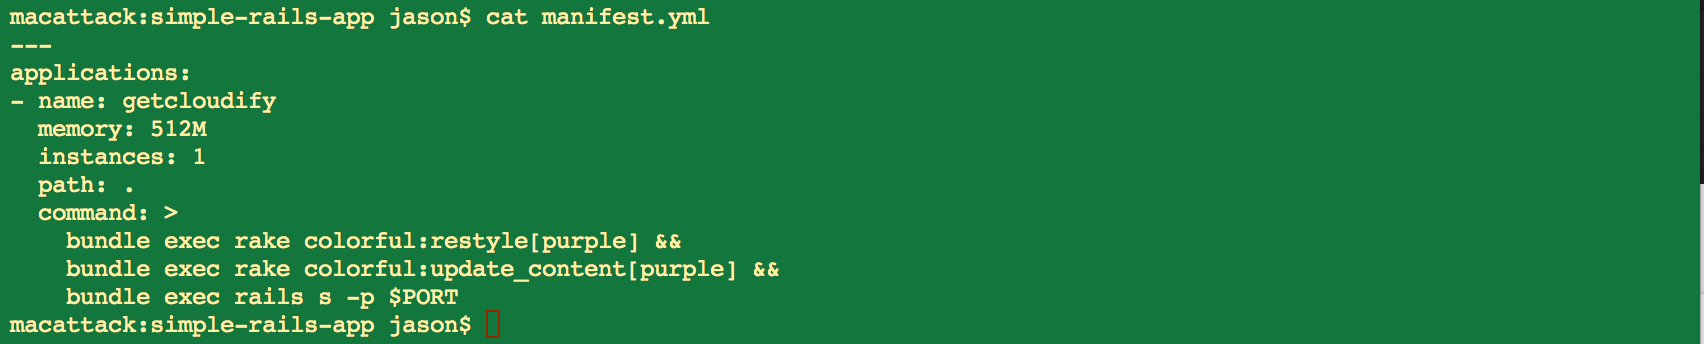 macattack:simple-rails-app jason$ cat manifest.yml
---
applications:
- name: getcloudify
  memory: 512M
  instances: 1
  path: .
  command: >
    bundle exec rake colorful:restyle[purple] &&
    bundle exec rake colorful:update_content[purple] &&
    bundle exec rails s -p $PORT
macattack:simple-rails-app jason$